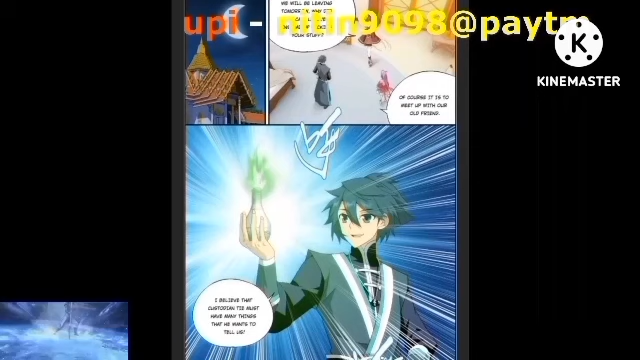 WE WILL BE LEAVING
YOUR STUFF?
upi - nitin9098@paytm
KINEMASTER
OF COURSE IT IS TO
MEET UP WITH OUR
OLD FRIEND.
I BELIEVE THAT
CUSTODIAN TIE MUST
HAVE MANY THINGS
THAT HE WANTS TO
TELL US!